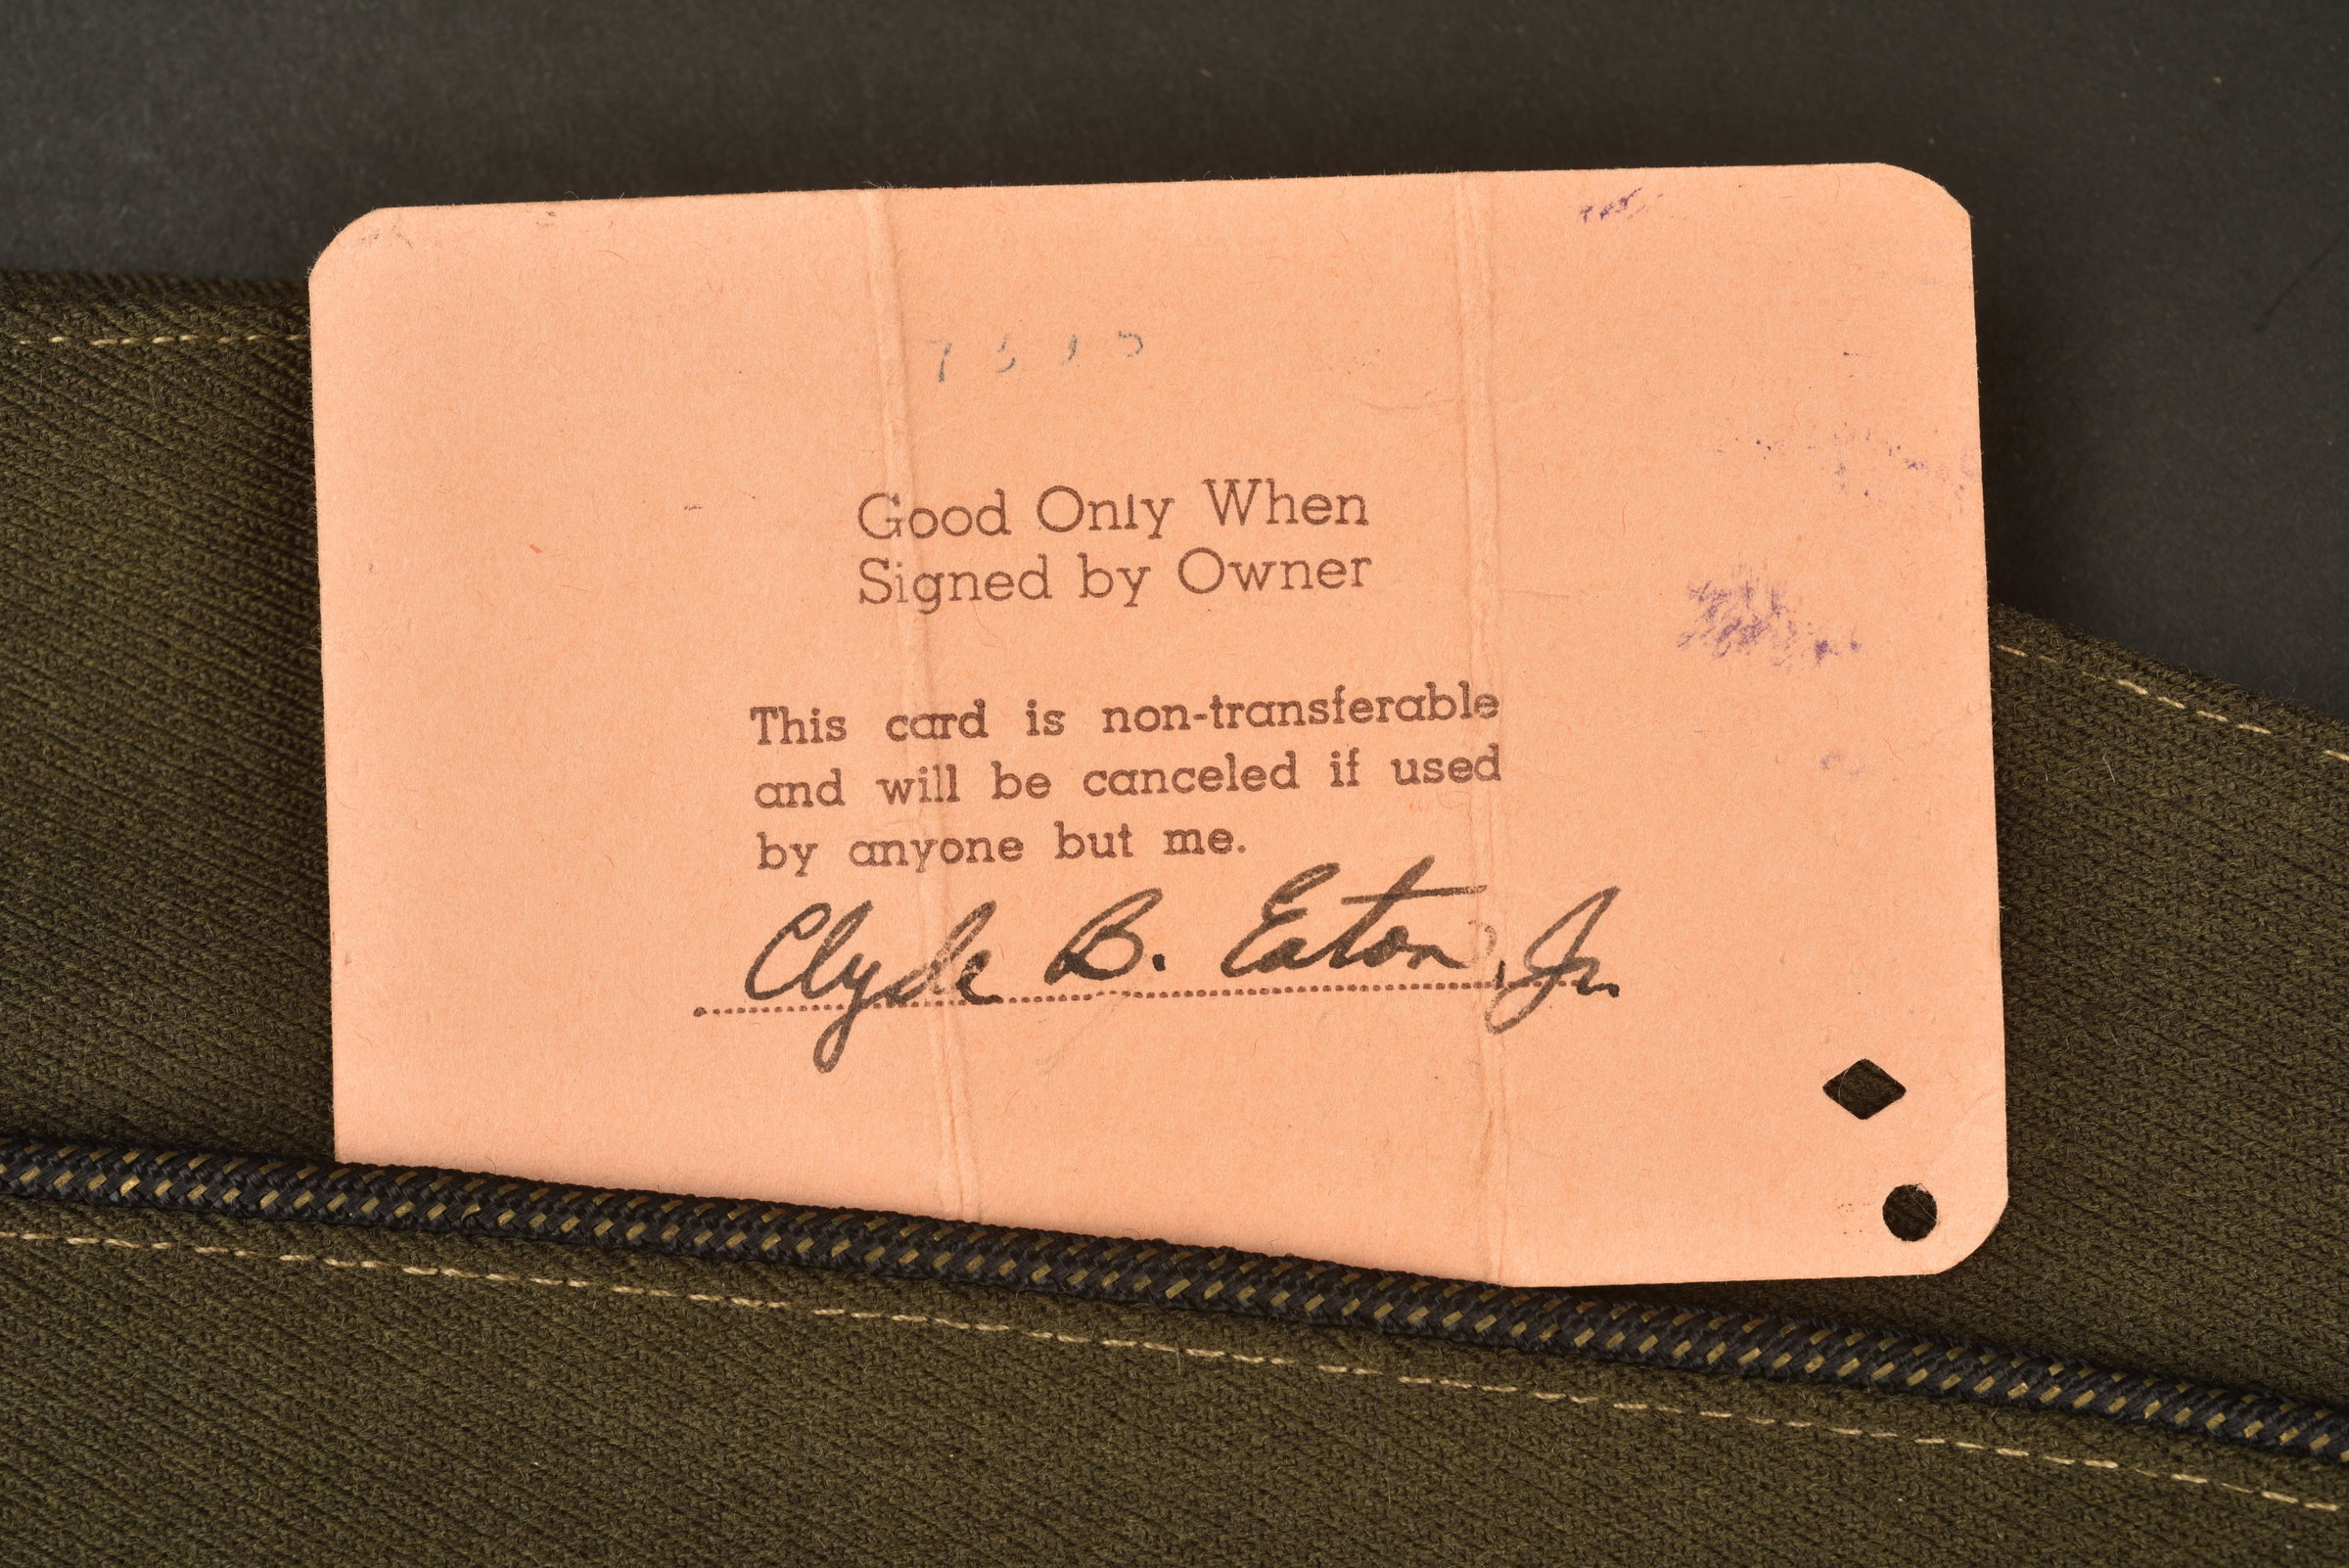 Good Only When
Signed by Owner
This card is non-transferable
and will be canceled if used
by anyone but me.
Clyde B. Eaton, Jr.